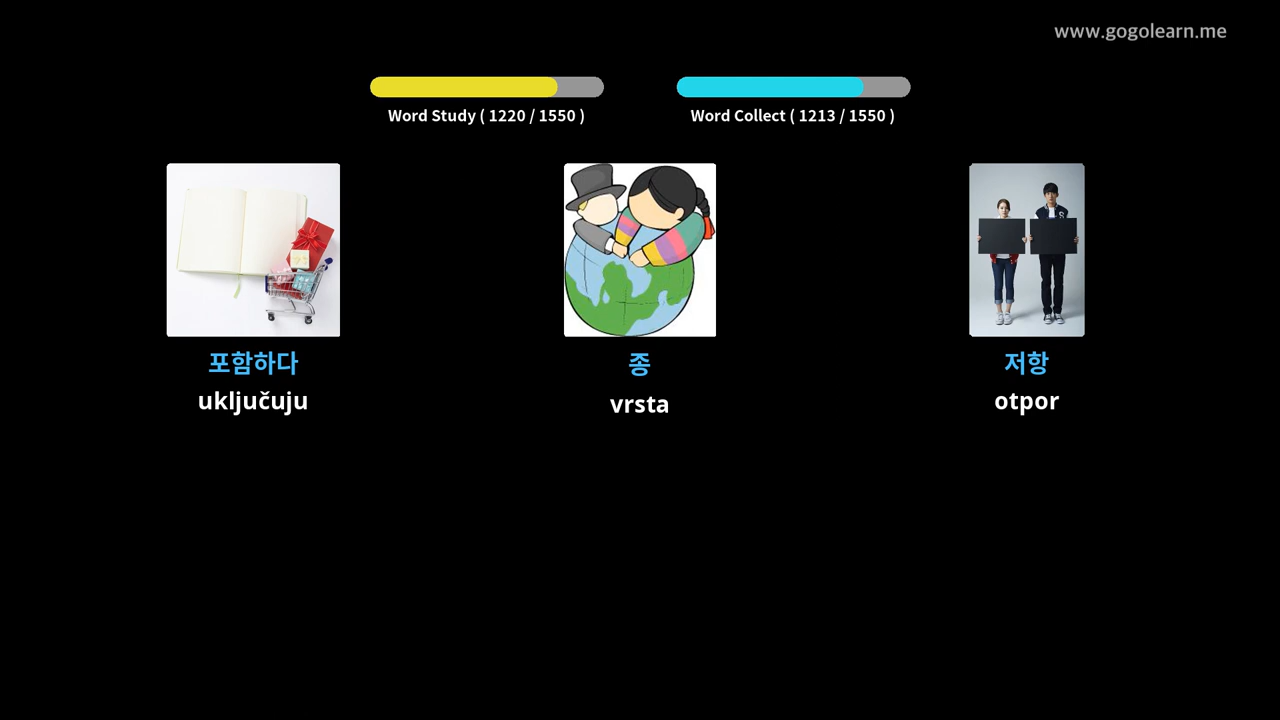 www.gogolearn.me
Word Study ( 1220 / 1550 )
Word Collect ( 1213 / 1550 )
포함하다
uključuju
종
vrsta
저항
otpor